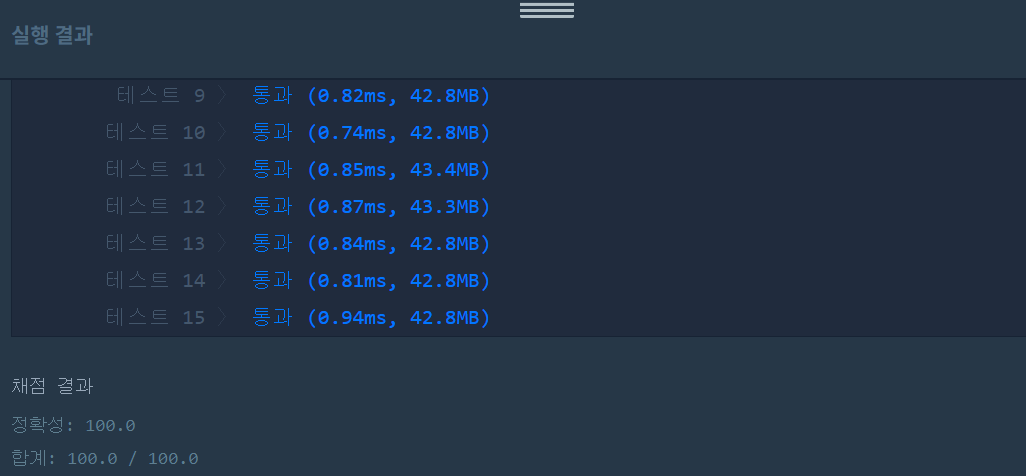 실행 결과
테스트 9 〉 통과 (0.82ms, 42.8MB)
테스트 10 〉 통과 (0.74ms, 42.8MB)
테스트 11 〉 통과 (0.85ms, 43.4MB)
테스트 12 〉 통과 (0.87ms, 43.3MB)
테스트 13 〉 통과 (0.84ms, 42.8MB)
테스트 14 〉 통과 (0.81ms, 42.8MB)
테스트 15 〉 통과 (0.94ms, 42.8MB)
채점 결과
정확성: 100.0
합계: 100.0 / 100.0